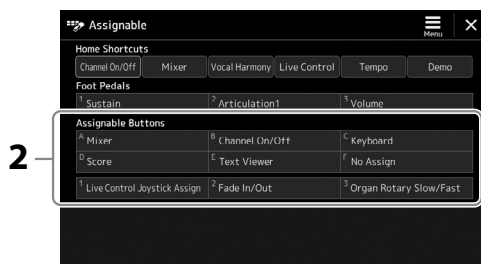 Assignable
Menu
Home Shortcuts
Channel On/Off Mixer Vocal Harmony Live Control Tempo Demo
Foot Pedals
1 Sustain 2 Articulation1 3 Volume
Assignable Buttons
A Mixer B Channel On/Off C Keyboard
2
D Score E Text Viewer F No Assign
1 Live Control Joystick Assign 2 Fade In/Out 3 Organ Rotary Slow/Fast